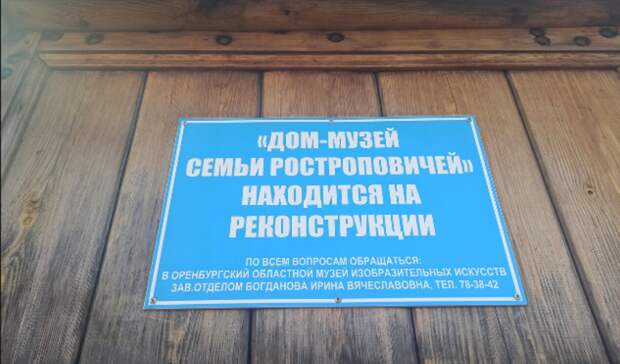 «ДОМ-МУЗЕЙ
СЕМЬИ РОСТРОПОВИЧЕЙ»
НАХОДИТСЯ НА
РЕКОНСТРУКЦИИ
ПО ВСЕМ ВОПРОСАМ ОБРАЩАТЬСЯ:
В ОРЕНБУРГСКИЙ ОБЛАСТНОЙ МУЗЕЙ ИЗОБРАЗИТЕЛЬНЫХ ИСКУССТВ
ЗАВ.ОТДЕЛОМ БОГДАНОВА ИРИНА ВЯЧЕСЛАВОВНА, ТЕЛ. 78-38-42